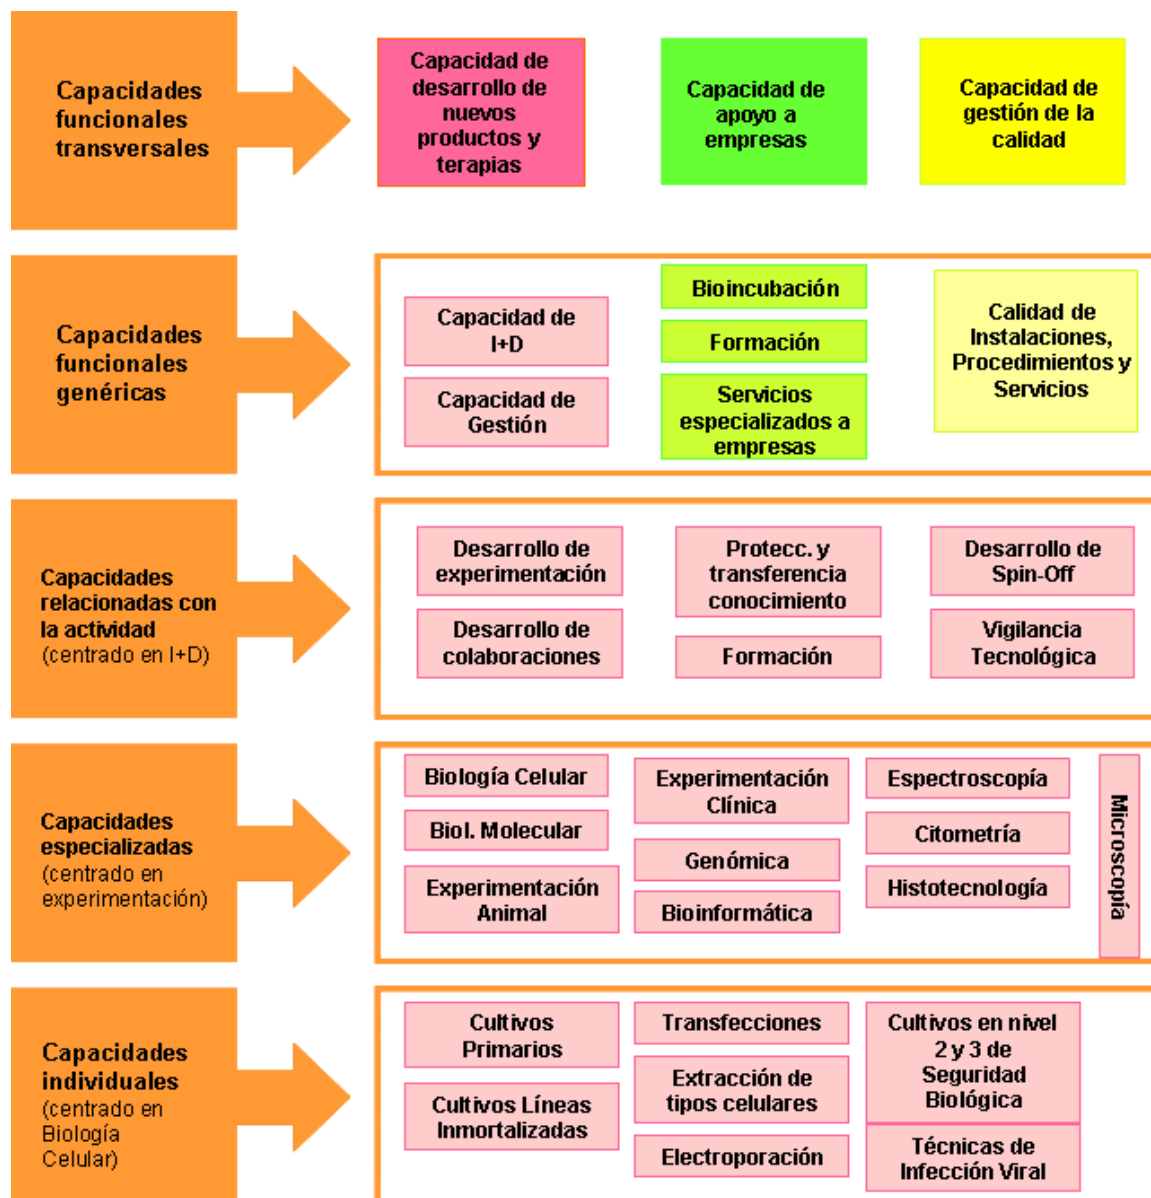 Capacidades
funcionales
transversales
Capacidad de
desarrollo de
nuevos
productos y
terapias
Capacidad de
apoyo a
empresas
Capacidad de
gestión de la
calidad
Capacidades
funcionales
genéricas
Capacidad de
I+D
Capacidad de
Gestión
Bioincubación
Formación
Servicios
especializados a
empresas
Calidad de
Instalaciones,
Procedimientos y
Servicios
Capacidades
relacionadas con
la actividad
(centrado en I+D)
Desarrollo de
experimentación
Desarrollo de
colaboraciones
Protecc. y
transferencia
conocimiento
Formación
Desarrollo de
Spin-Off
Vigilancia
Tecnológica
Capacidades
especializadas
(centrado en
experimentación)
Biología Celular
Biol. Molecular
Experimentación
Animal
Experimentación
Clínica
Genómica
Bioinformática
Espectroscopía
Citometría
Histotecnología
Microscopía
Capacidades
individuales
(centrado en
Biología
Celular)
Cultivos
Primarios
Cultivos Líneas
Inmortalizadas
Transfecciones
Extracción de
tipos celulares
Electroporación
Cultivos en nivel
2 y 3 de
Seguridad
Biológica
Técnicas de
Infección Viral